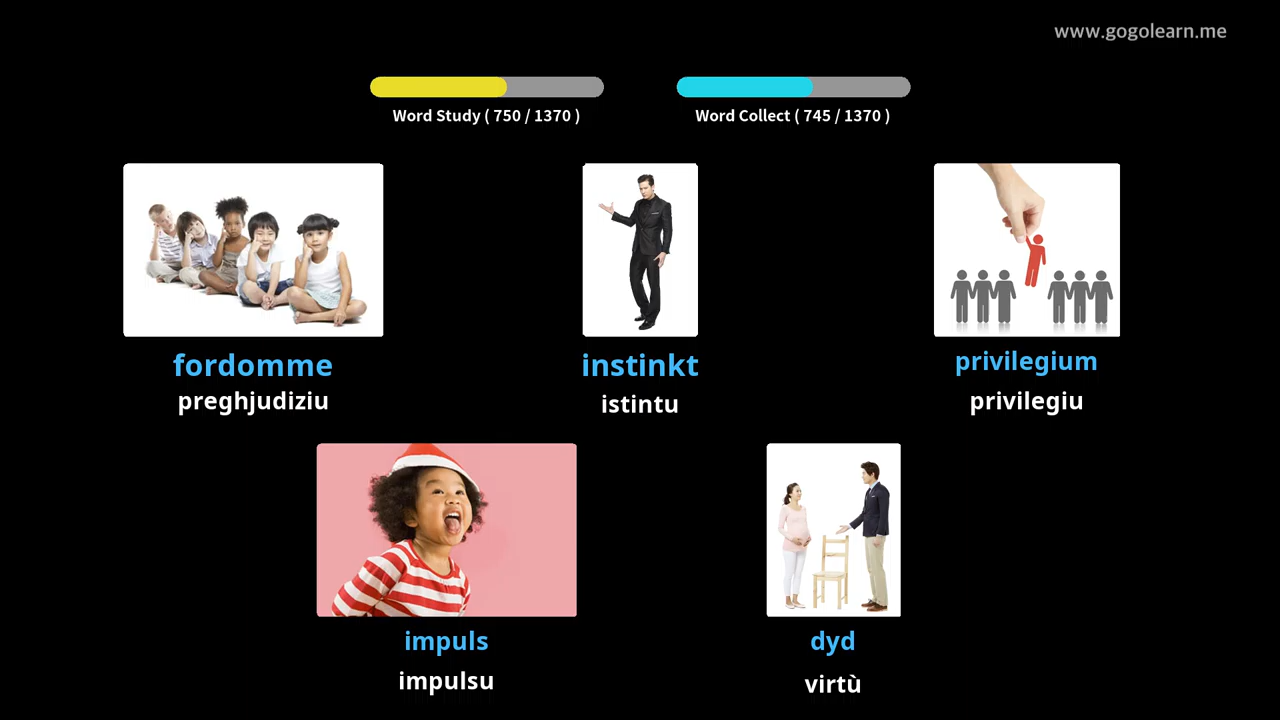 www.gogolearn.me
Word Study ( 750 / 1370 )
Word Collect ( 745 / 1370 )
fordomme
preghjudiziu
instinkt
istintu
privilegium
privilegiu
impuls
impulsu
dyd
virtù